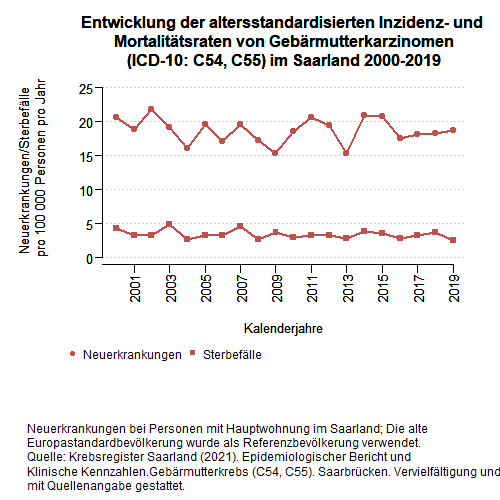 Entwicklung der altersstandardisierten Inzidenz- und
Mortalitätsraten von Gebärmutterkarzinomen
(ICD-10: C54, C55) im Saarland 2000-2019
Neuerkrankungen/Sterbefälle
pro 100 000 Personen pro Jahr
25
20
15
10
5
0
2001
2003
2005
2007
2009
2011
2013
2015
2017
2019
Kalenderjahre
Neuerkrankungen
Sterbefälle
Neuerkrankungen bei Personen mit Hauptwohnung im Saarland; Die alte
Europastandardbevölkerung wurde als Referenzbevölkerung verwendet.
Quelle: Krebsregister Saarland (2021). Epidemiologischer Bericht und
Klinische Kennzahlen.Gebärmutterkrebs (C54, C55). Saarbrücken. Vervielfältigung und
mit Quellenangabe gestattet.